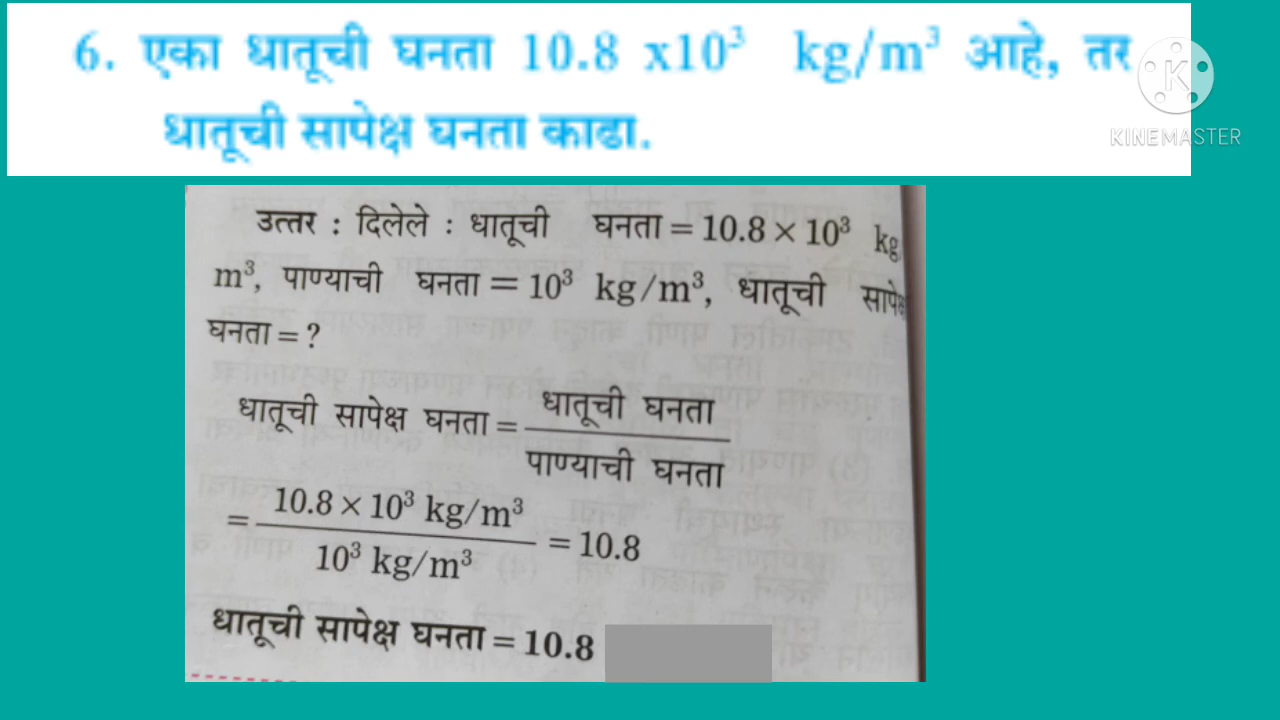 6. एका धातूची घनता 10.8 x10³ kg/m³ आहे, तर
धातूची सापेक्ष घनता काढा.
KINEMASTER
उत्तर : दिलेले : धातूची घनता = 10.8 × 10³ kg
m³, पाण्याची घनता = 10³ kg/m³, धातूची सापेक्ष
घनता = ?
धातूची सापेक्ष घनता = धातूची घनता
पाण्याची घनता
= 10.8 × 10³ kg/m³
10³ kg/m³ = 10.8
धातूची सापेक्ष घनता = 10.8